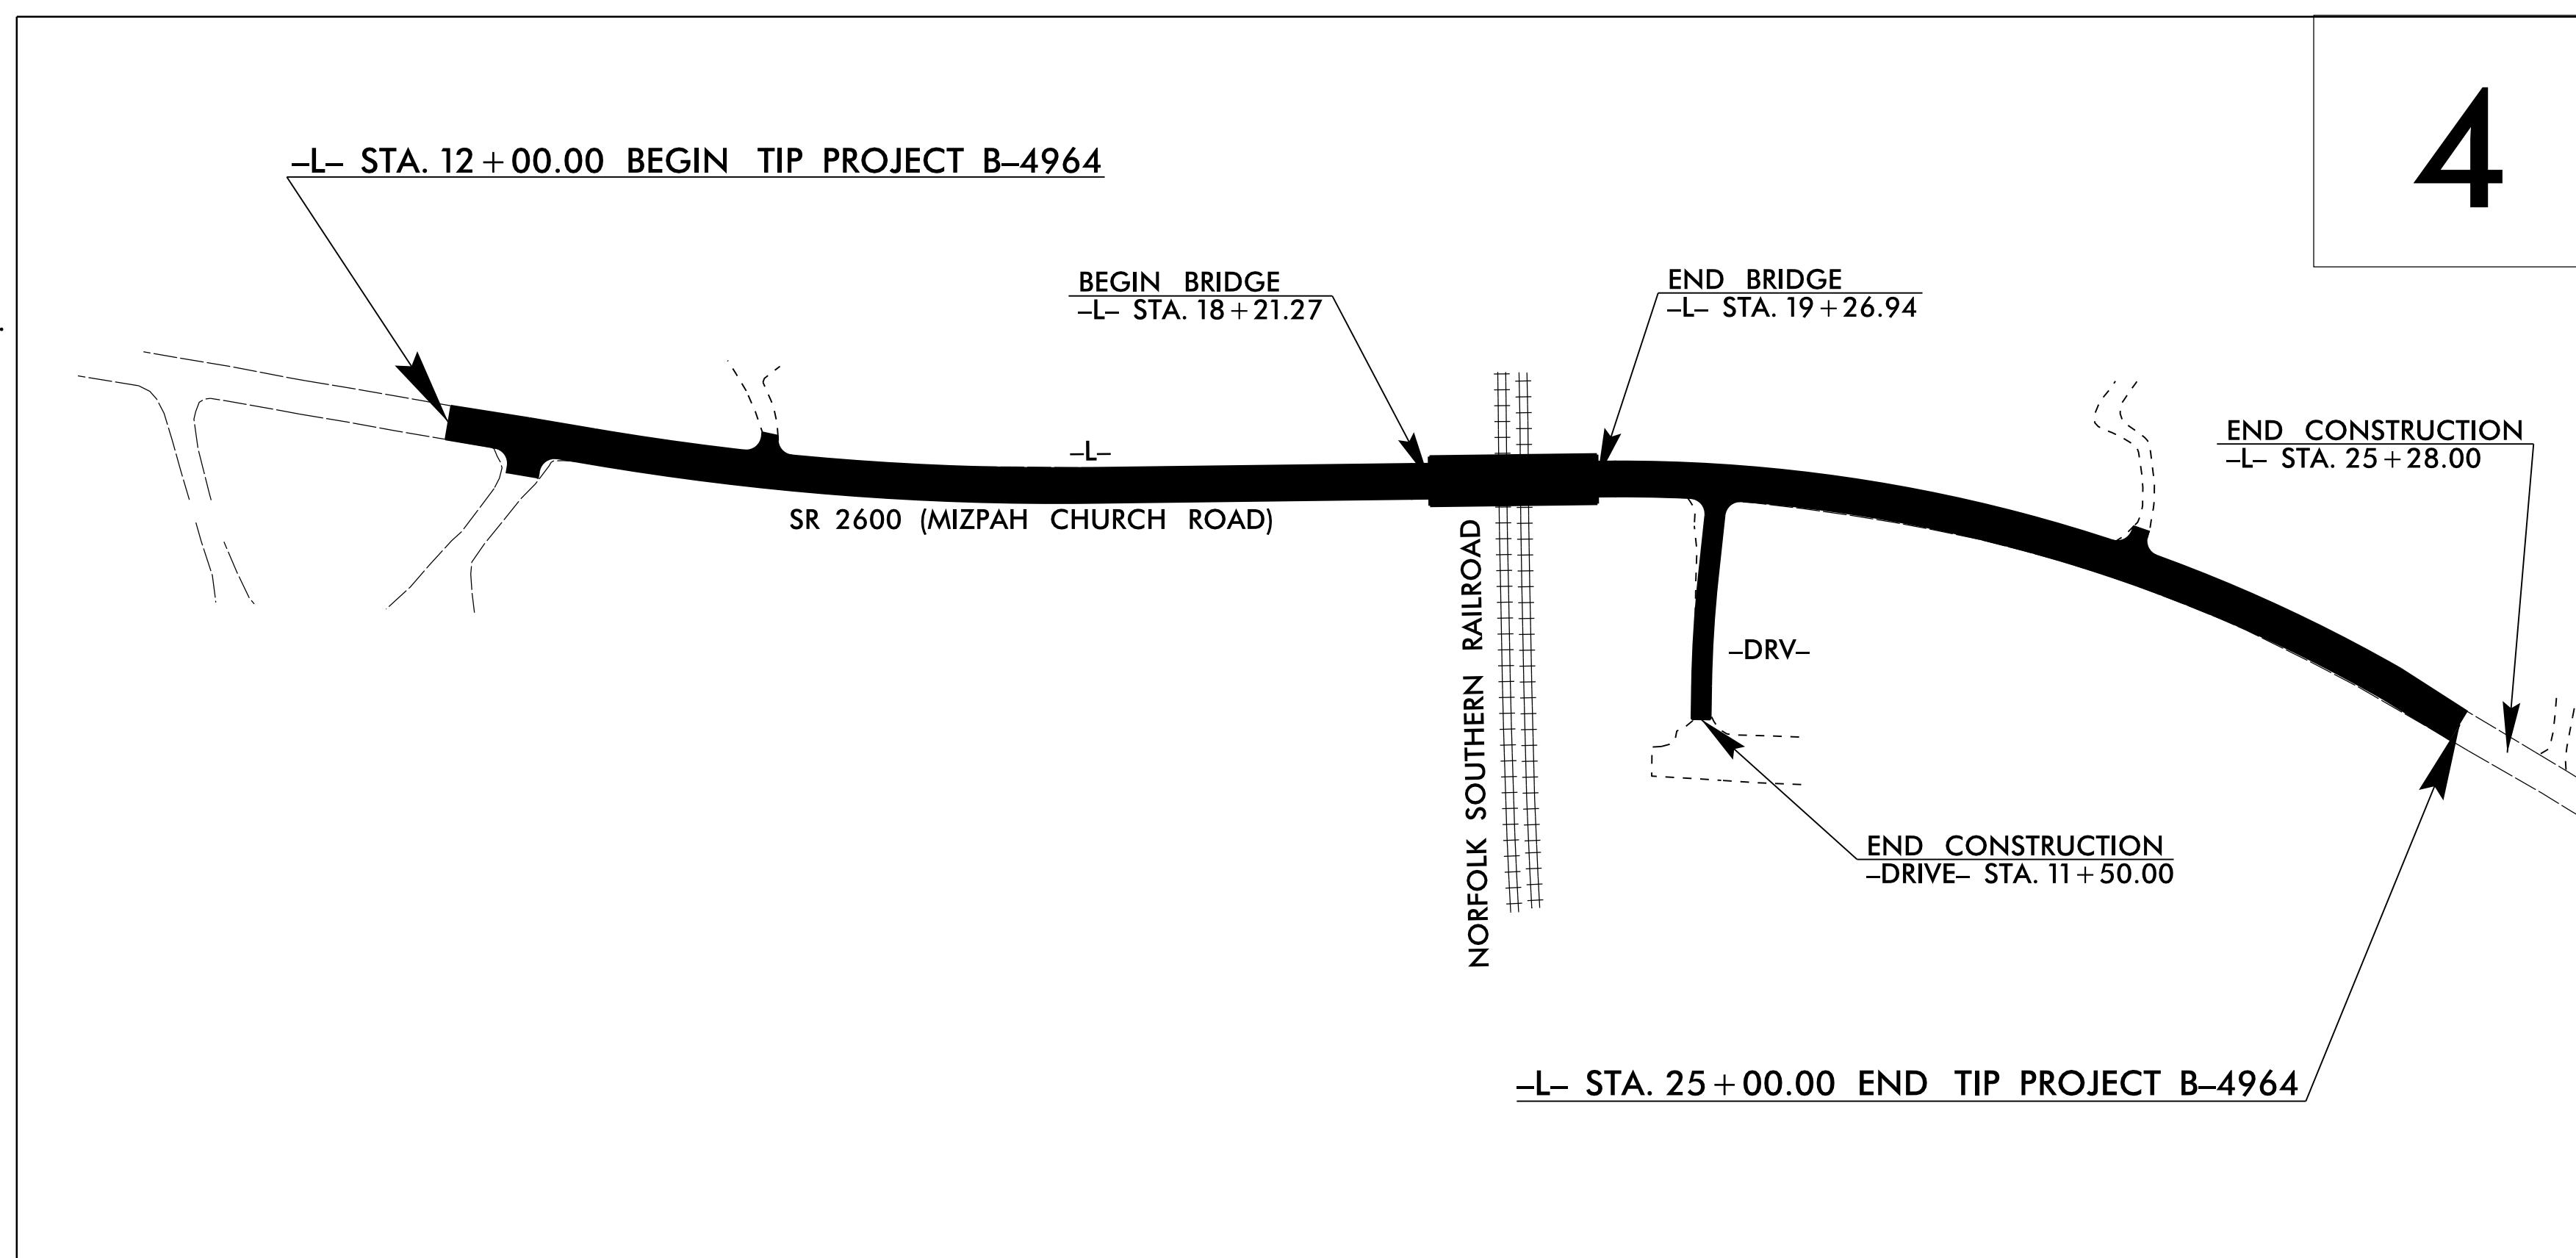 4
–L– STA. 12+00.00 BEGIN TIP PROJECT B–4964
BEGIN BRIDGE
–L– STA. 18+21.27
END BRIDGE
–L– STA. 19+26.94
END CONSTRUCTION
–L– STA. 25+28.00
–L–
SR 2600 (MIZPAH CHURCH ROAD)
NORFOLK SOUTHERN RAILROAD
–DRV–
END CONSTRUCTION
–DRIVE– STA. 11+50.00
–L– STA. 25+00.00 END TIP PROJECT B–4964